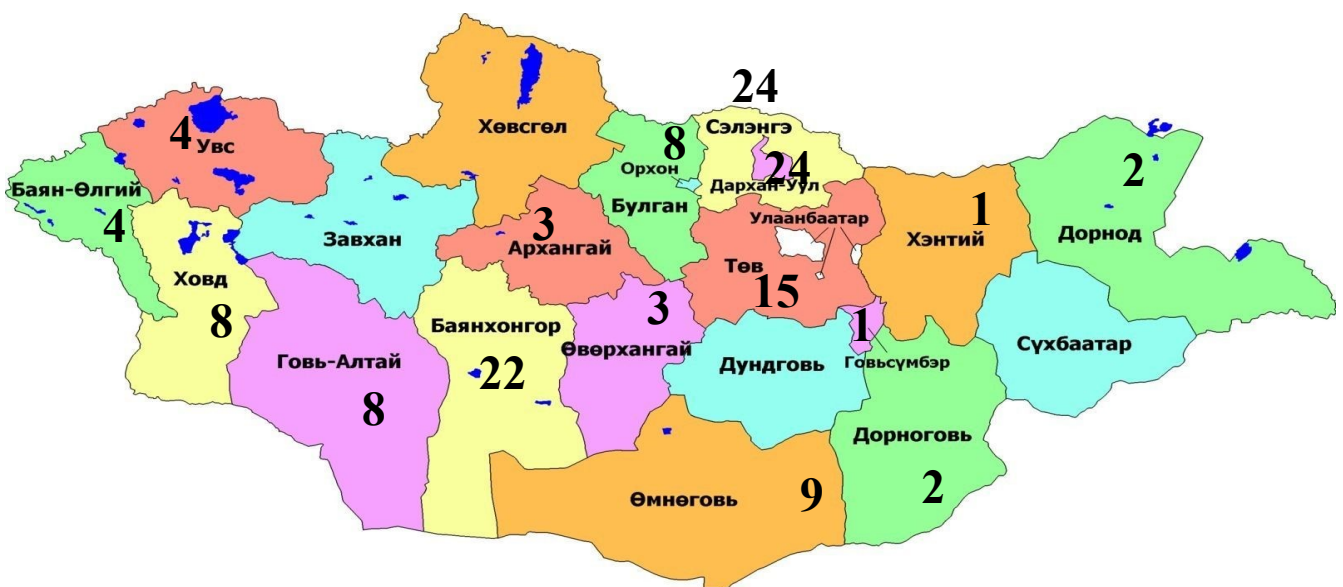 24
Сэлэнгэ
Хөвсгөл
8
2
4
Увс
Орхон
24
Дархан-Уул
Баян-Өлгий
Булган
Улаанбаатар
1
4
3
Завхан
Архангай
Хэнтий
Дорнод
Ховд
Төв
15
8
Баянхонгор
3
1
Өвөрхангай
Говь-Алтай
22
Дундговь
Говьсүмбэр
Сүхбаатар
8
Дорноговь
Өмнөговь
9
2